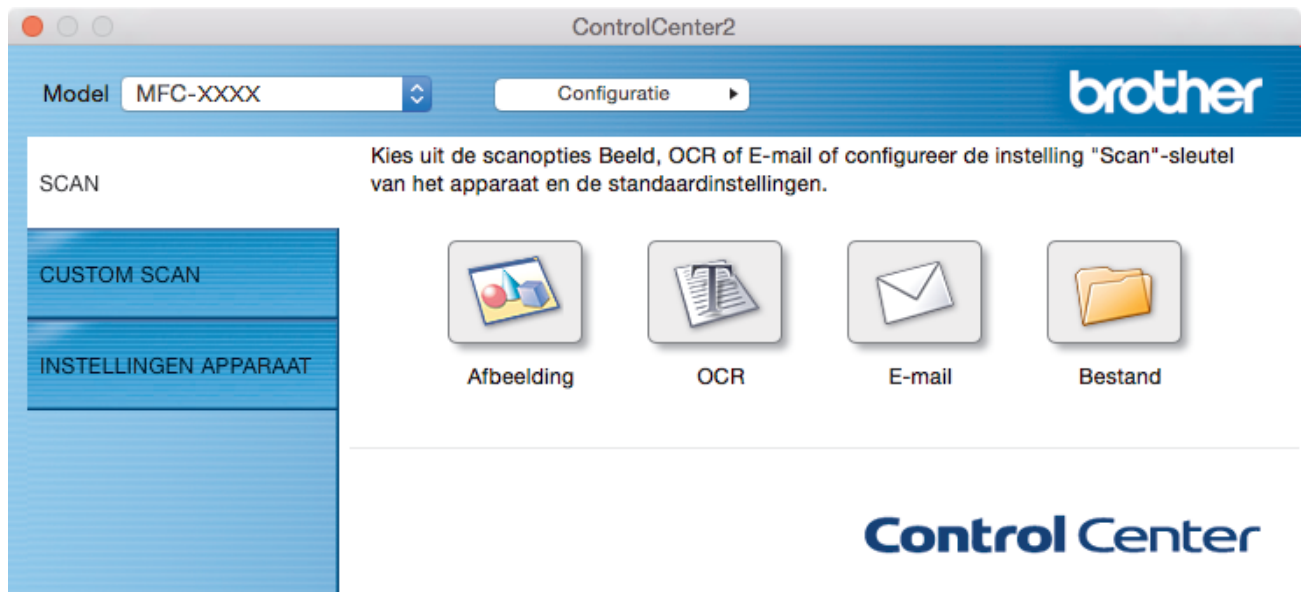 ControlCenter2
Model MFC-XXXX Configuratie brother
Kies uit de scanopties Beeld, OCR of E-mail of configureer de instelling "Scan"-sleutel
van het apparaat en de standaardinstellingen.
SCAN
CUSTOM SCAN
INSTELLINGEN APPARAAT
Afbeelding OCR E-mail Bestand
Control Center